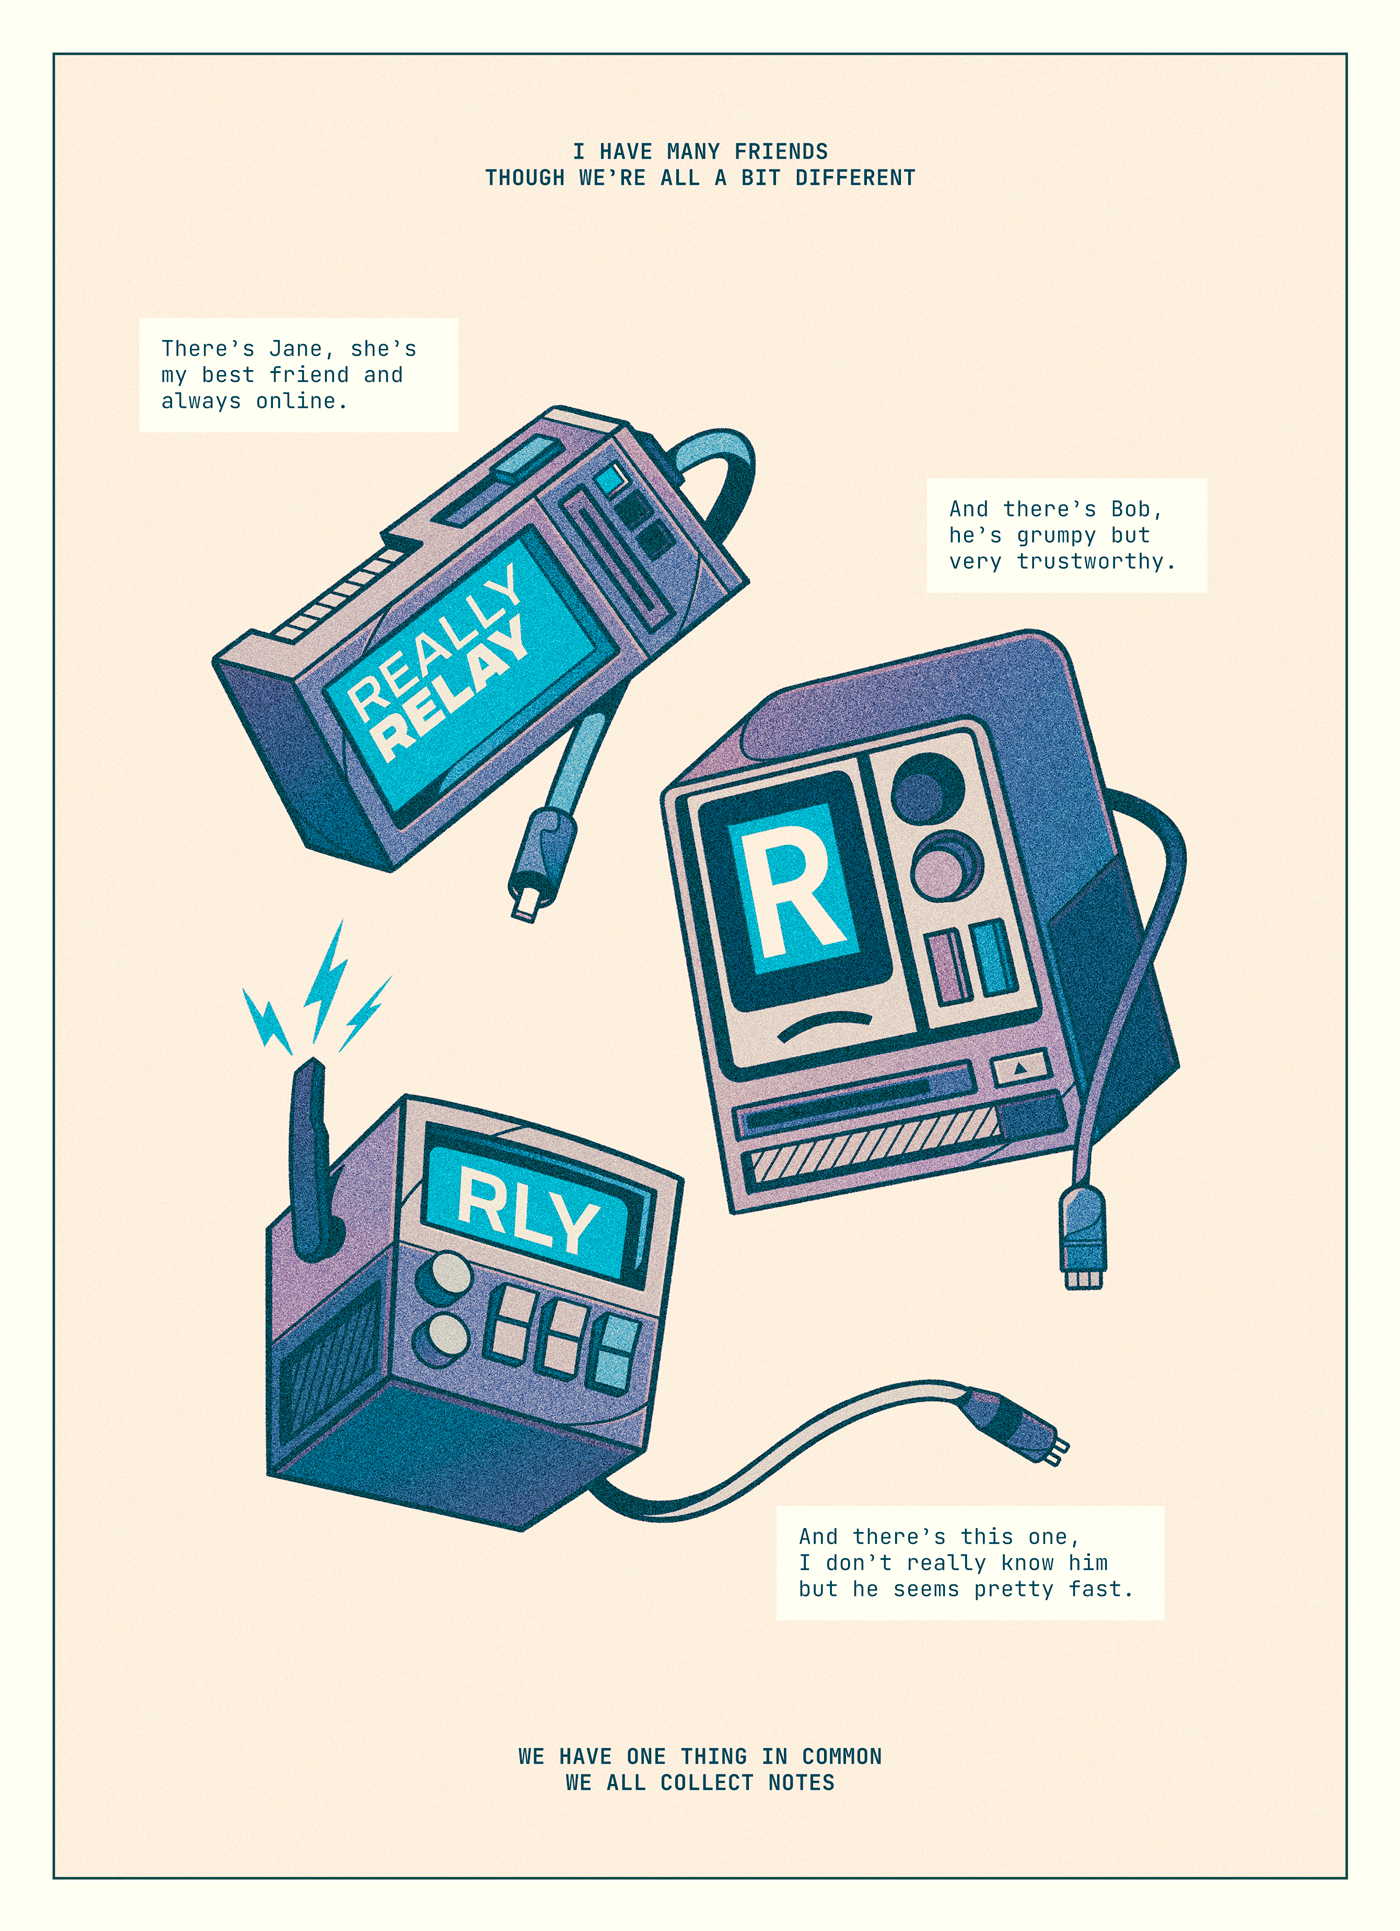 I HAVE MANY FRIENDS
THOUGH WE’RE ALL A BIT DIFFERENT
There’s Jane, she’s
my best friend and
always online.
REALLY
RELAY
And there’s Bob,
he’s grumpy but
very trustworthy.
R
RLY
And there’s this one,
I don’t really know him
but he seems pretty fast.
WE HAVE ONE THING IN COMMON
WE ALL COLLECT NOTES